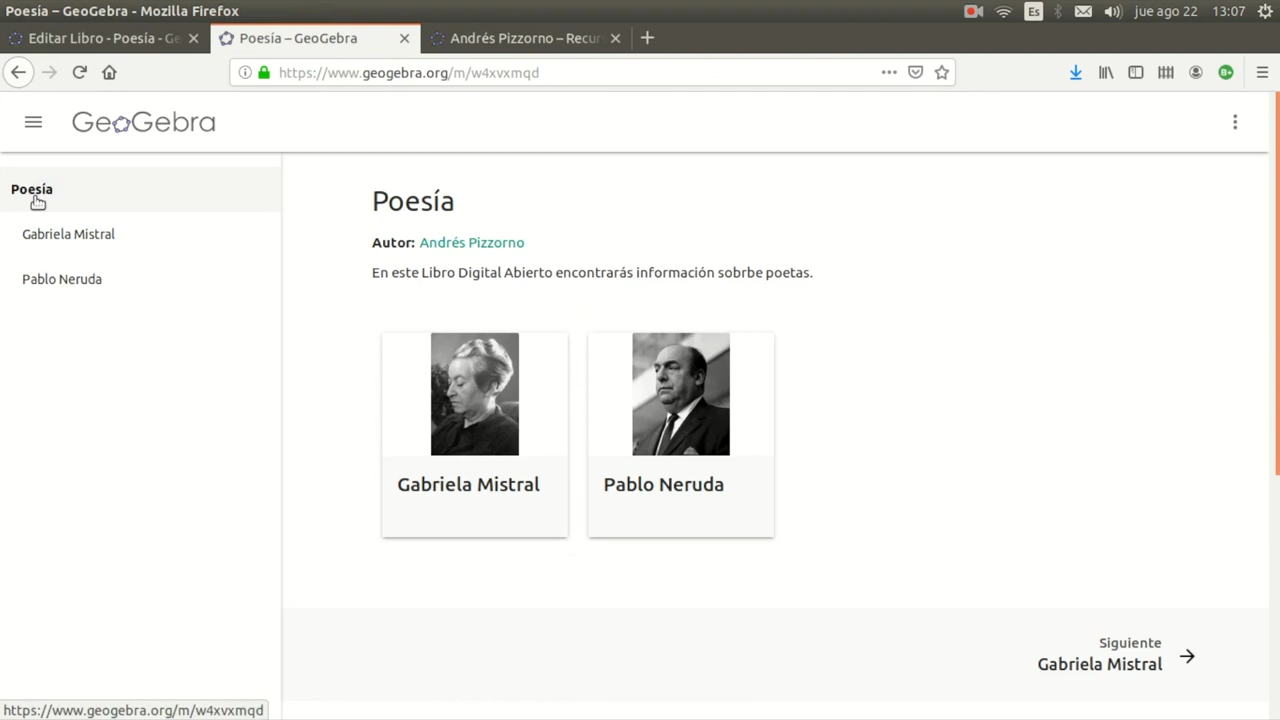 Poesía – GeoGebra - Mozilla Firefox
Es
jue ago 22 13:07
Editar Libro - Poesía - Ge
Poesía – GeoGebra
Andrés Pizzorno – Recur
https://www.geogebra.org/m/w4xvxmqd
GeoGebra
Poesía
Gabriela Mistral
Pablo Neruda
Poesía
Autor: Andrés Pizzorno
En este Libro Digital Abierto encontrarás información sobrbe poetas.
Gabriela Mistral
Pablo Neruda
Siguiente
Gabriela Mistral
https://www.geogebra.org/m/w4xvxmqd